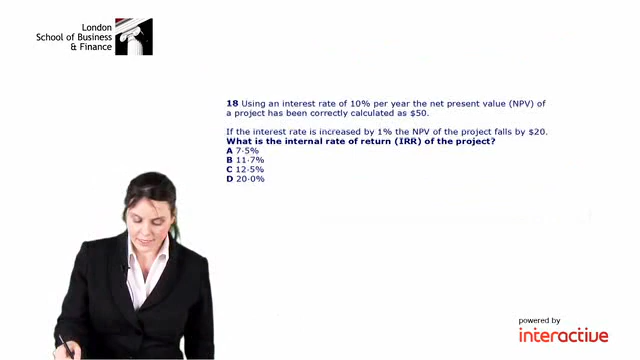 London
School of Business
& Finance
18 Using an interest rate of 10% per year the net present value (NPV) of
a project has been correctly calculated as $50.
If the interest rate is increased by 1% the NPV of the project falls by $20.
What is the internal rate of return (IRR) of the project?
A 7·5%
B 11·7%
C 12·5%
D 20·0%
powered by
interactive